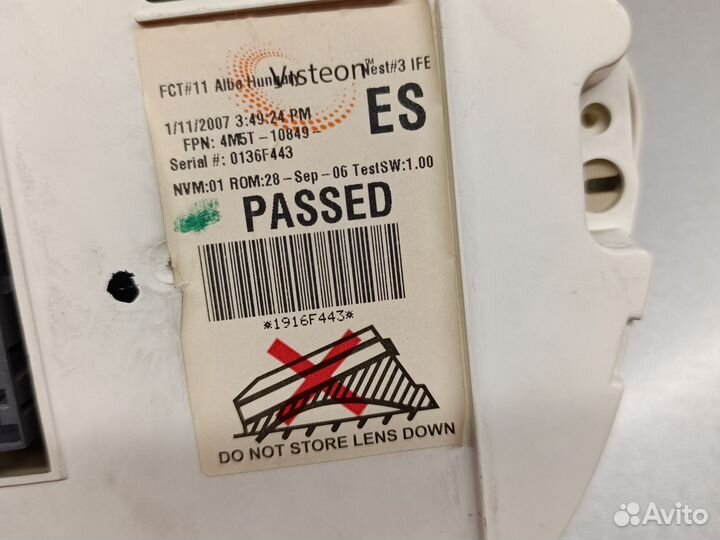 FCT#11 Alba Hungary Visteon™ Nest#3 IFE
1/11/2007 3:49:24 PM
FPN: 4M5T-10849-
ES
Serial #: 0136F443
NVM:01 ROM:28-Sep-06 TestSW:1.00
PASSED
*1916F443*
DO NOT STORE LENS DOWN
Avito